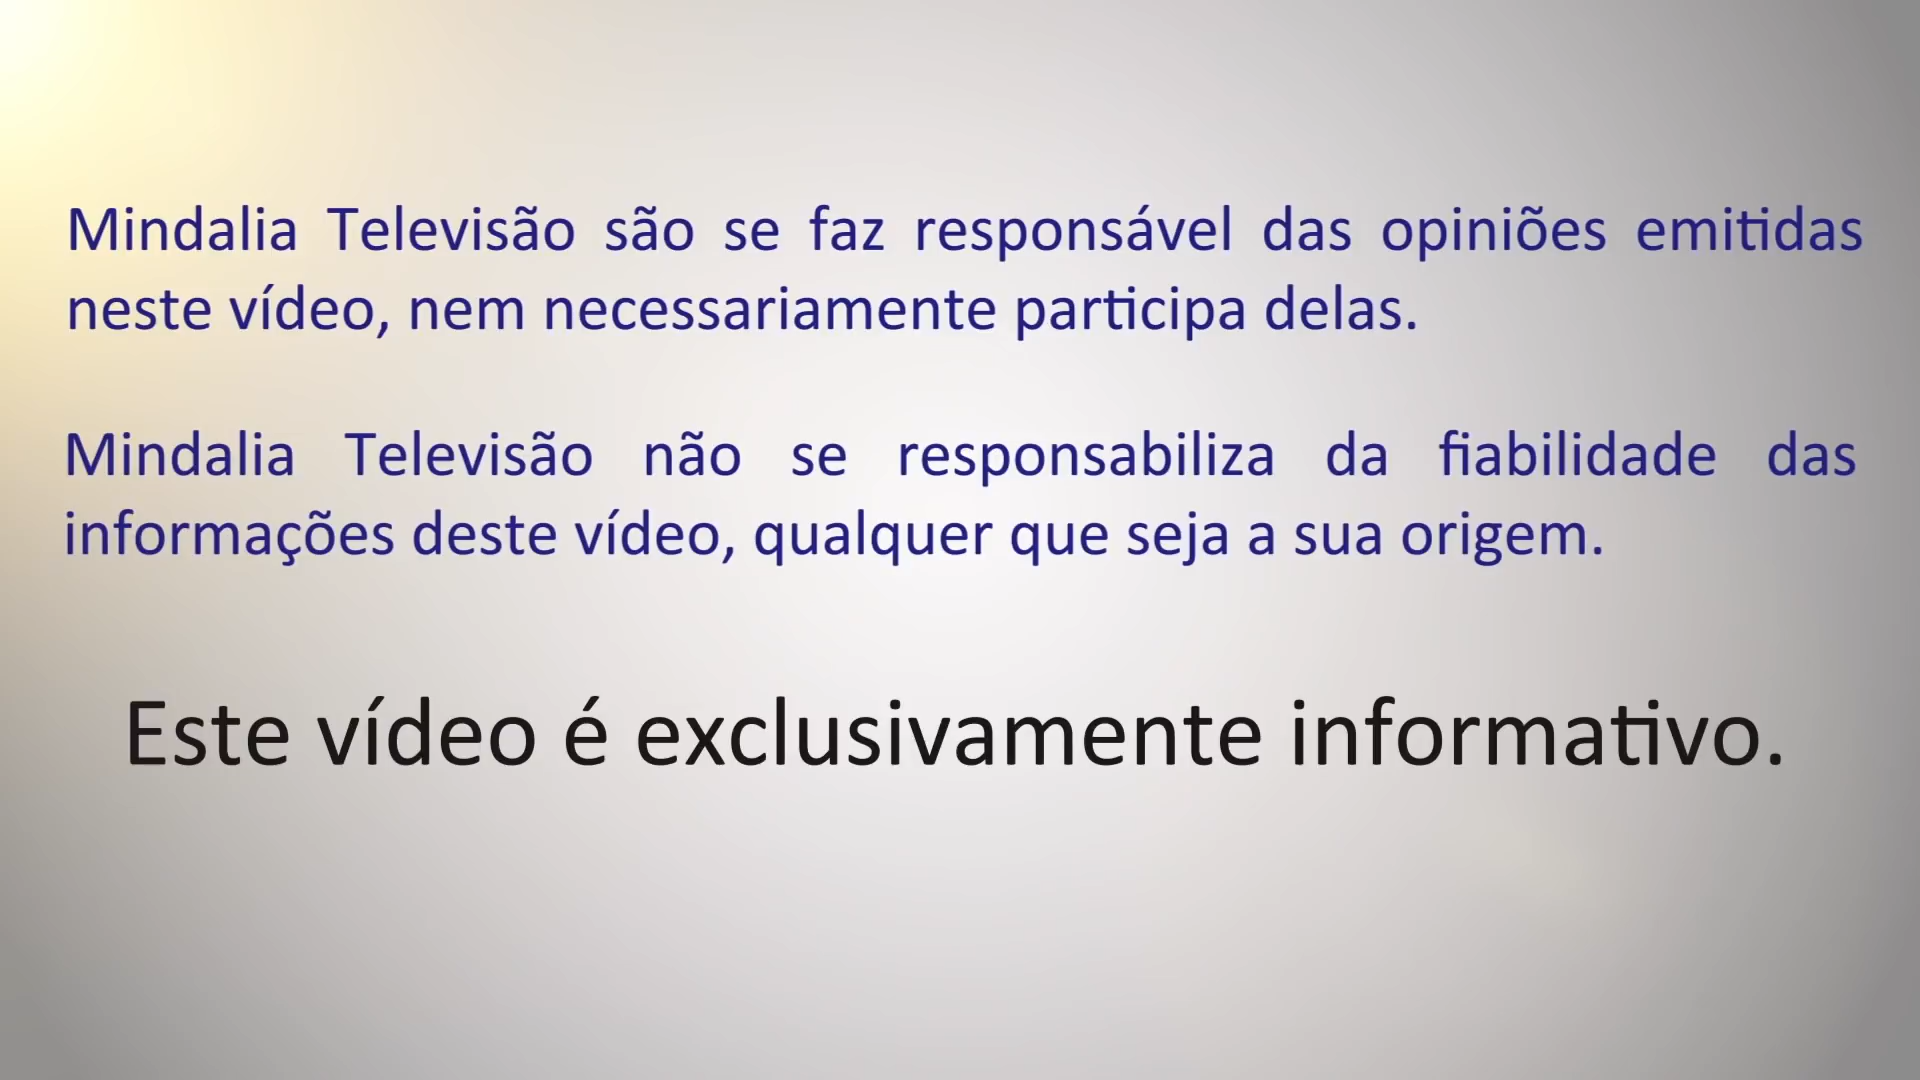 Mindalia Televisão são se faz responsável das opiniões emitidas
neste vídeo, nem necessariamente participa delas.
Mindalia Televisão não se responsabiliza da fiabilidade das
informações deste vídeo, qualquer que seja a sua origem.
Este vídeo é exclusivamente informativo.